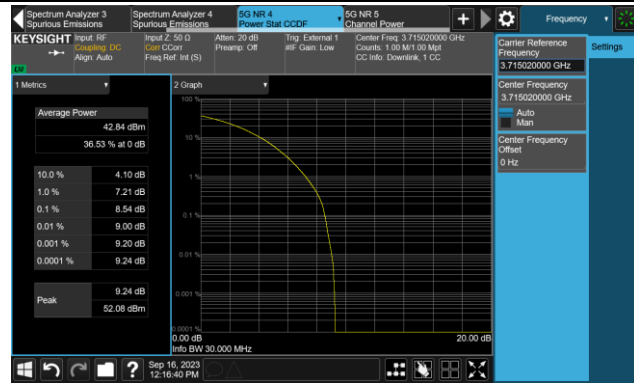 Spectrum Analyzer 3
Spurious Emissions
Spectrum Analyzer 4
Spurious Emissions
5G NR 4
Power Stat CCDF
5G NR 5
Channel Power
Frequency
KEYSIGHT
Input: RF
Coupling: DC
Align: Auto
Input Z: 50 Ω
Corr CCorr
Freq Ref: Int (S)
Atten: 20 dB
Preamp: Off
Trig: External 1
#IF Gain: Low
Center Freq: 3.715020000 GHz
Counts: 1.00 M/1.00 Mpt
CC Info: Downlink, 1 CC
LXI
1 Metrics
Average Power
42.84 dBm
36.53 % at 0 dB
10.0 % 4.10 dB
1.0 % 7.21 dB
0.1 % 8.54 dB
0.01 % 9.00 dB
0.001 % 9.20 dB
0.0001 % 9.24 dB
Peak
9.24 dB
52.08 dBm
2 Graph
100 %
10 %
1 %
0.1 %
0.01 %
0.001 %
0.0001 %
0.00 dB
20.00 dB
Info BW 30.000 MHz
Carrier Reference
Frequency
3.715020000 GHz
Center Frequency
3.715020000 GHz
Auto
Man
Center Frequency
Offset
0 Hz
Settings
?
Sep 16, 2023
12:16:40 PM